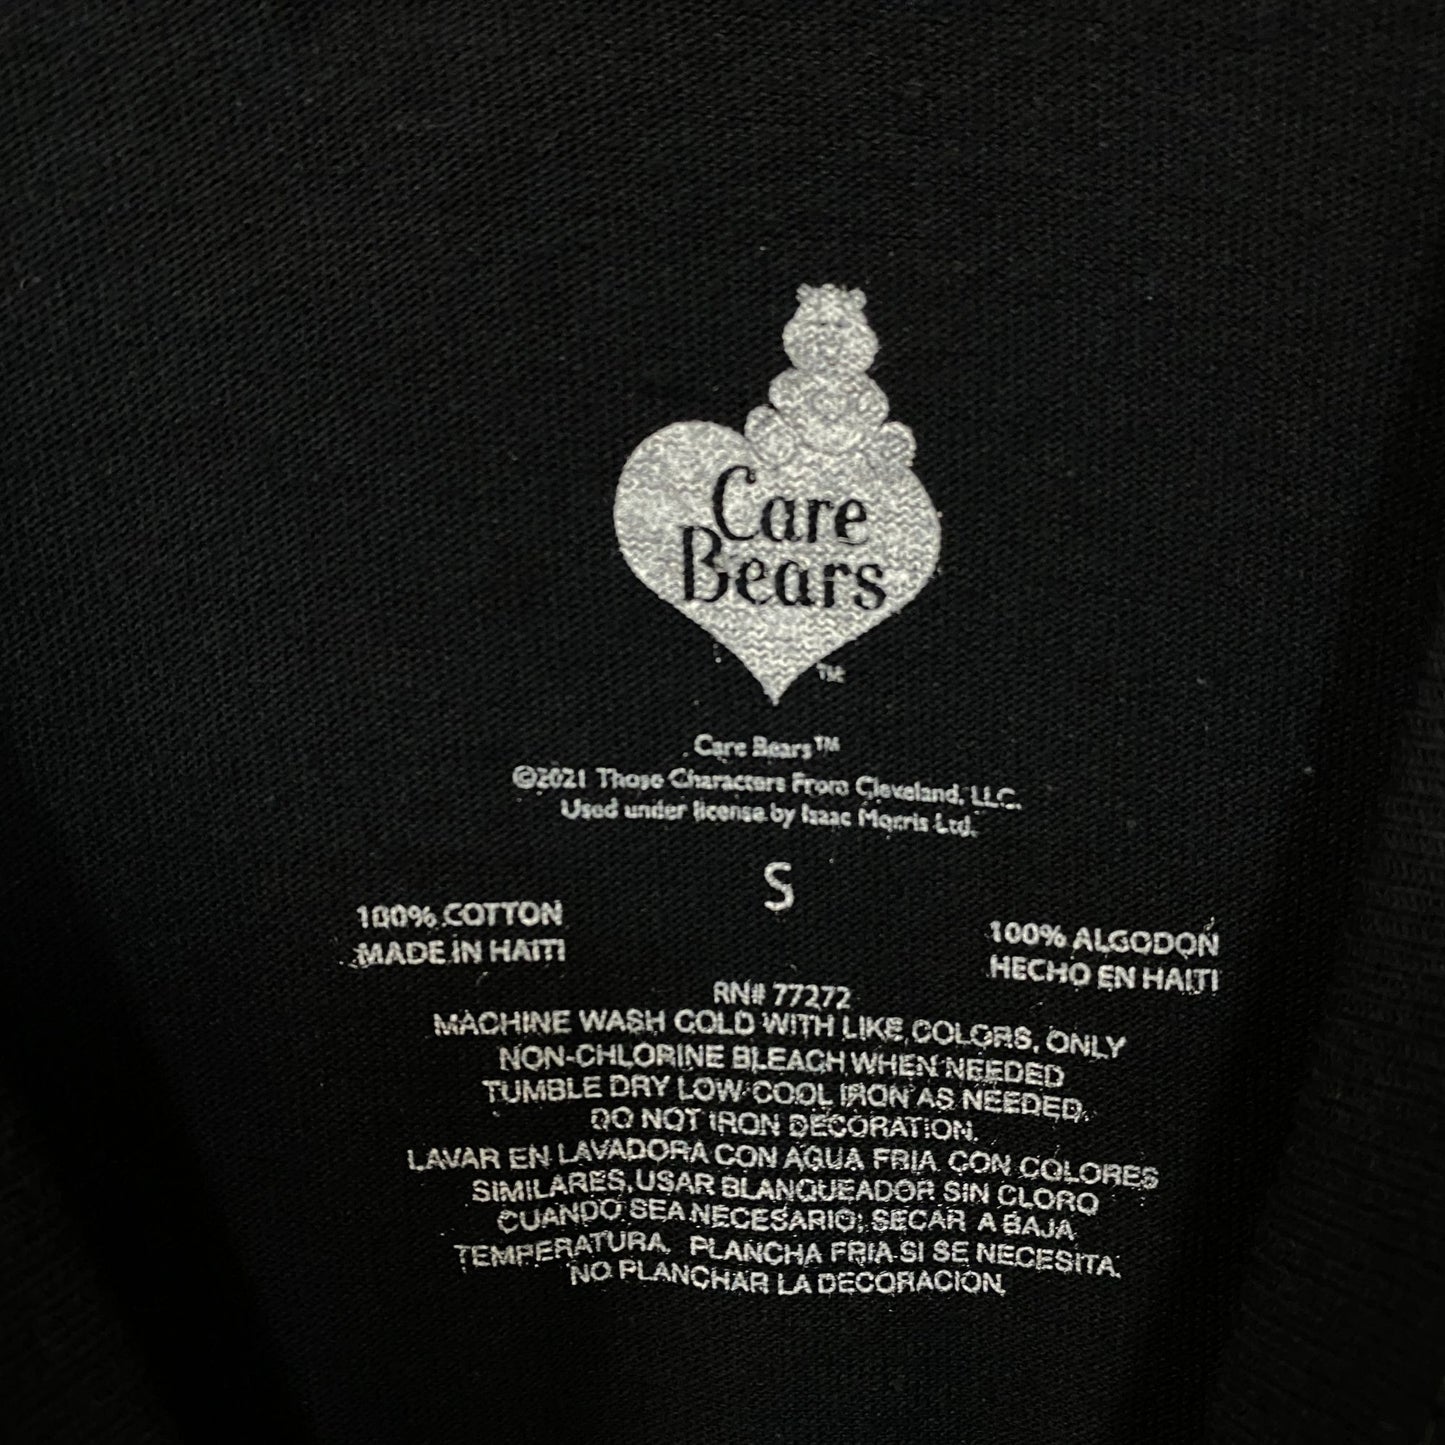 Care
Bears
™
Care Bears™
©2021 Those Characters From Cleveland, LLC.
Used under license by Isaac Morris Ltd.
S
100% COTTON
MADE IN HAITI
100% ALGODON
HECHO EN HAITI
RN# 77272
MACHINE WASH COLD WITH LIKE COLORS, ONLY
NON-CHLORINE BLEACH WHEN NEEDED
TUMBLE DRY LOW COOL IRON AS NEEDED.
DO NOT IRON DECORATION.
LAVAR EN LAVADORA CON AGUA FRIA CON COLORES
SIMILARES, USAR BLANQUEADOR SIN CLORO
CUANDO SEA NECESARIO; SECAR A BAJA
TEMPERATURA. PLANCHA FRIA SI SE NECESITA.
NO PLANCHAR LA DECORACION.